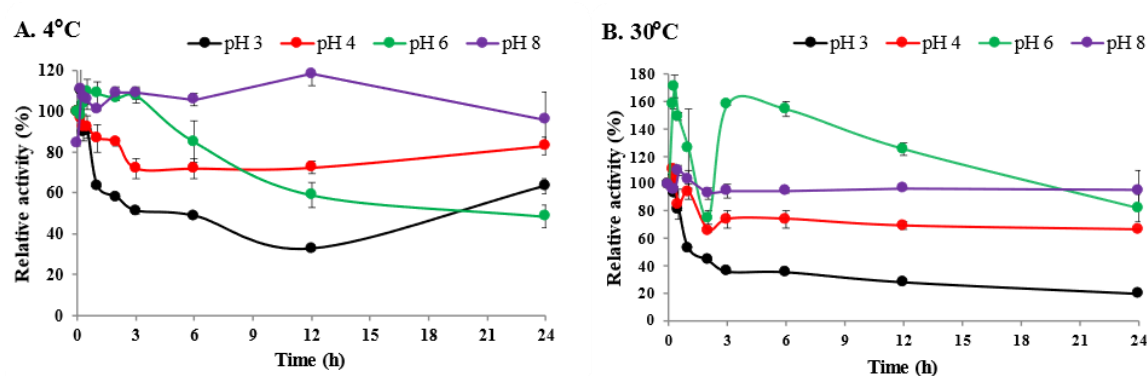 A. 4°C
pH 3 pH 4 pH 6 pH 8
Relative activity (%)
120
100
80
60
40
20
0
0 3 6 9 12 15 18 21 24
Time (h)
B. 30°C
pH 3 pH 4 pH 6 pH 8
Relative activity (%)
180
160
140
120
100
80
60
40
20
0
0 3 6 9 12 15 18 21 24
Time (h)